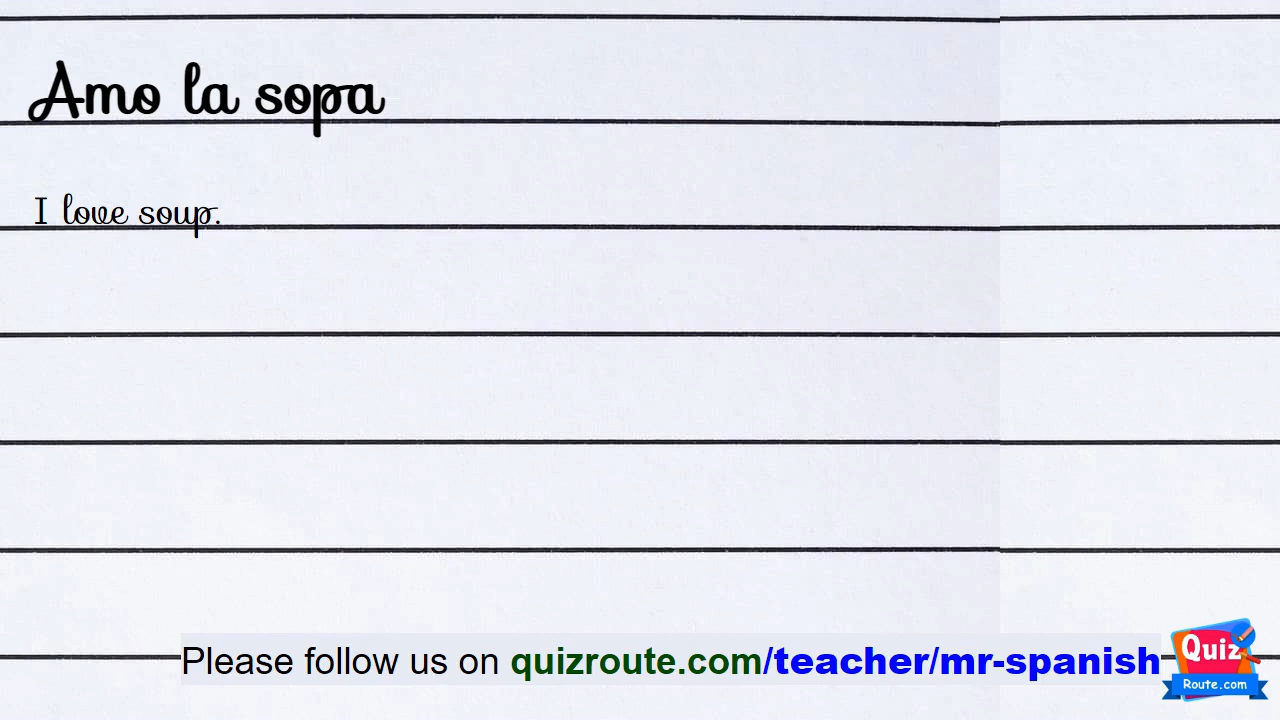 Amo la sopa
I love soup.
Please follow us on quizroute.com/teacher/mr-spanish
Quiz
Route.com